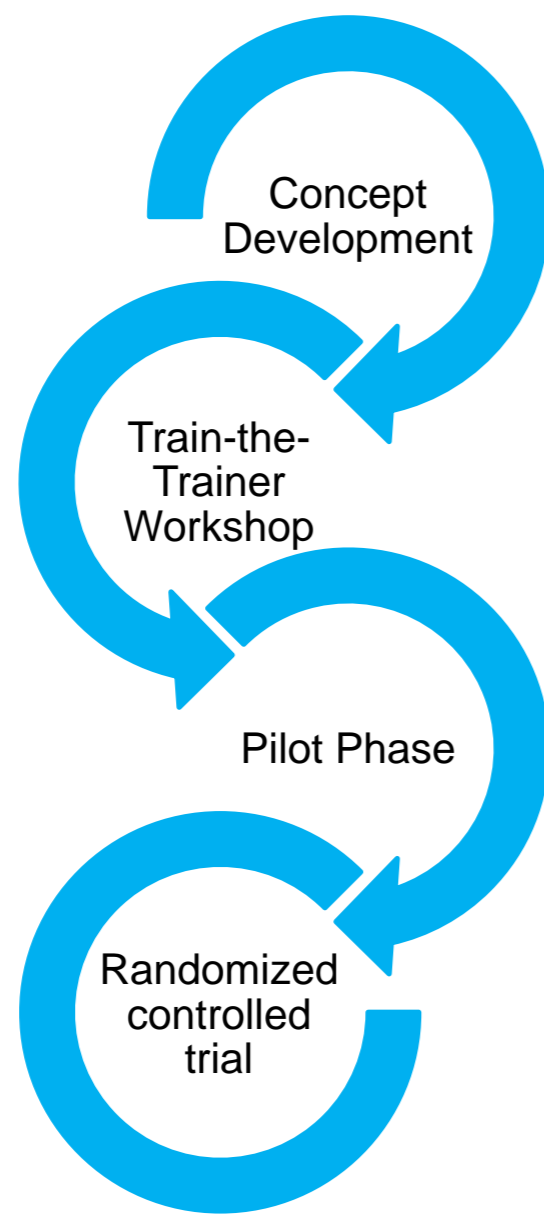 Concept
Development
Train-the-
Trainer
Workshop
Pilot Phase
Randomized
controlled
trial